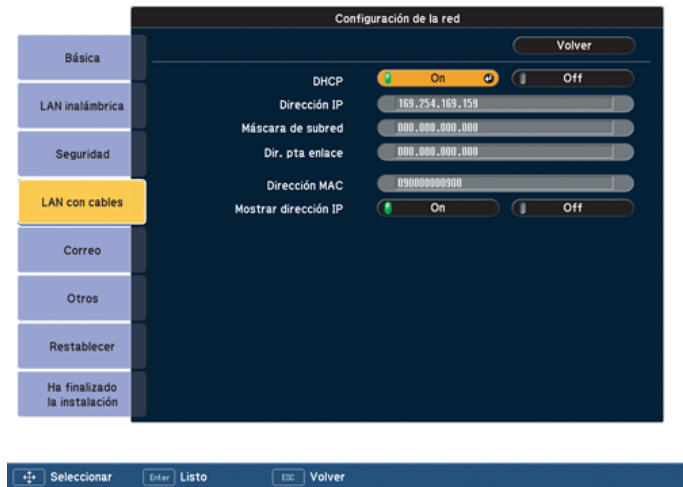 Configuración de la red
Volver
Básica
LAN inalámbrica
Seguridad
LAN con cables
Correo
Otros
Restablecer
Ha finalizado
la instalación
DHCP On Off
Dirección IP 169.254.169.159
Máscara de subred 000.000.000.000
Dir. pta enlace 000.000.000.000
Dirección MAC 090000000900
Mostrar dirección IP On Off
Seleccionar Enter Listo ESC Volver